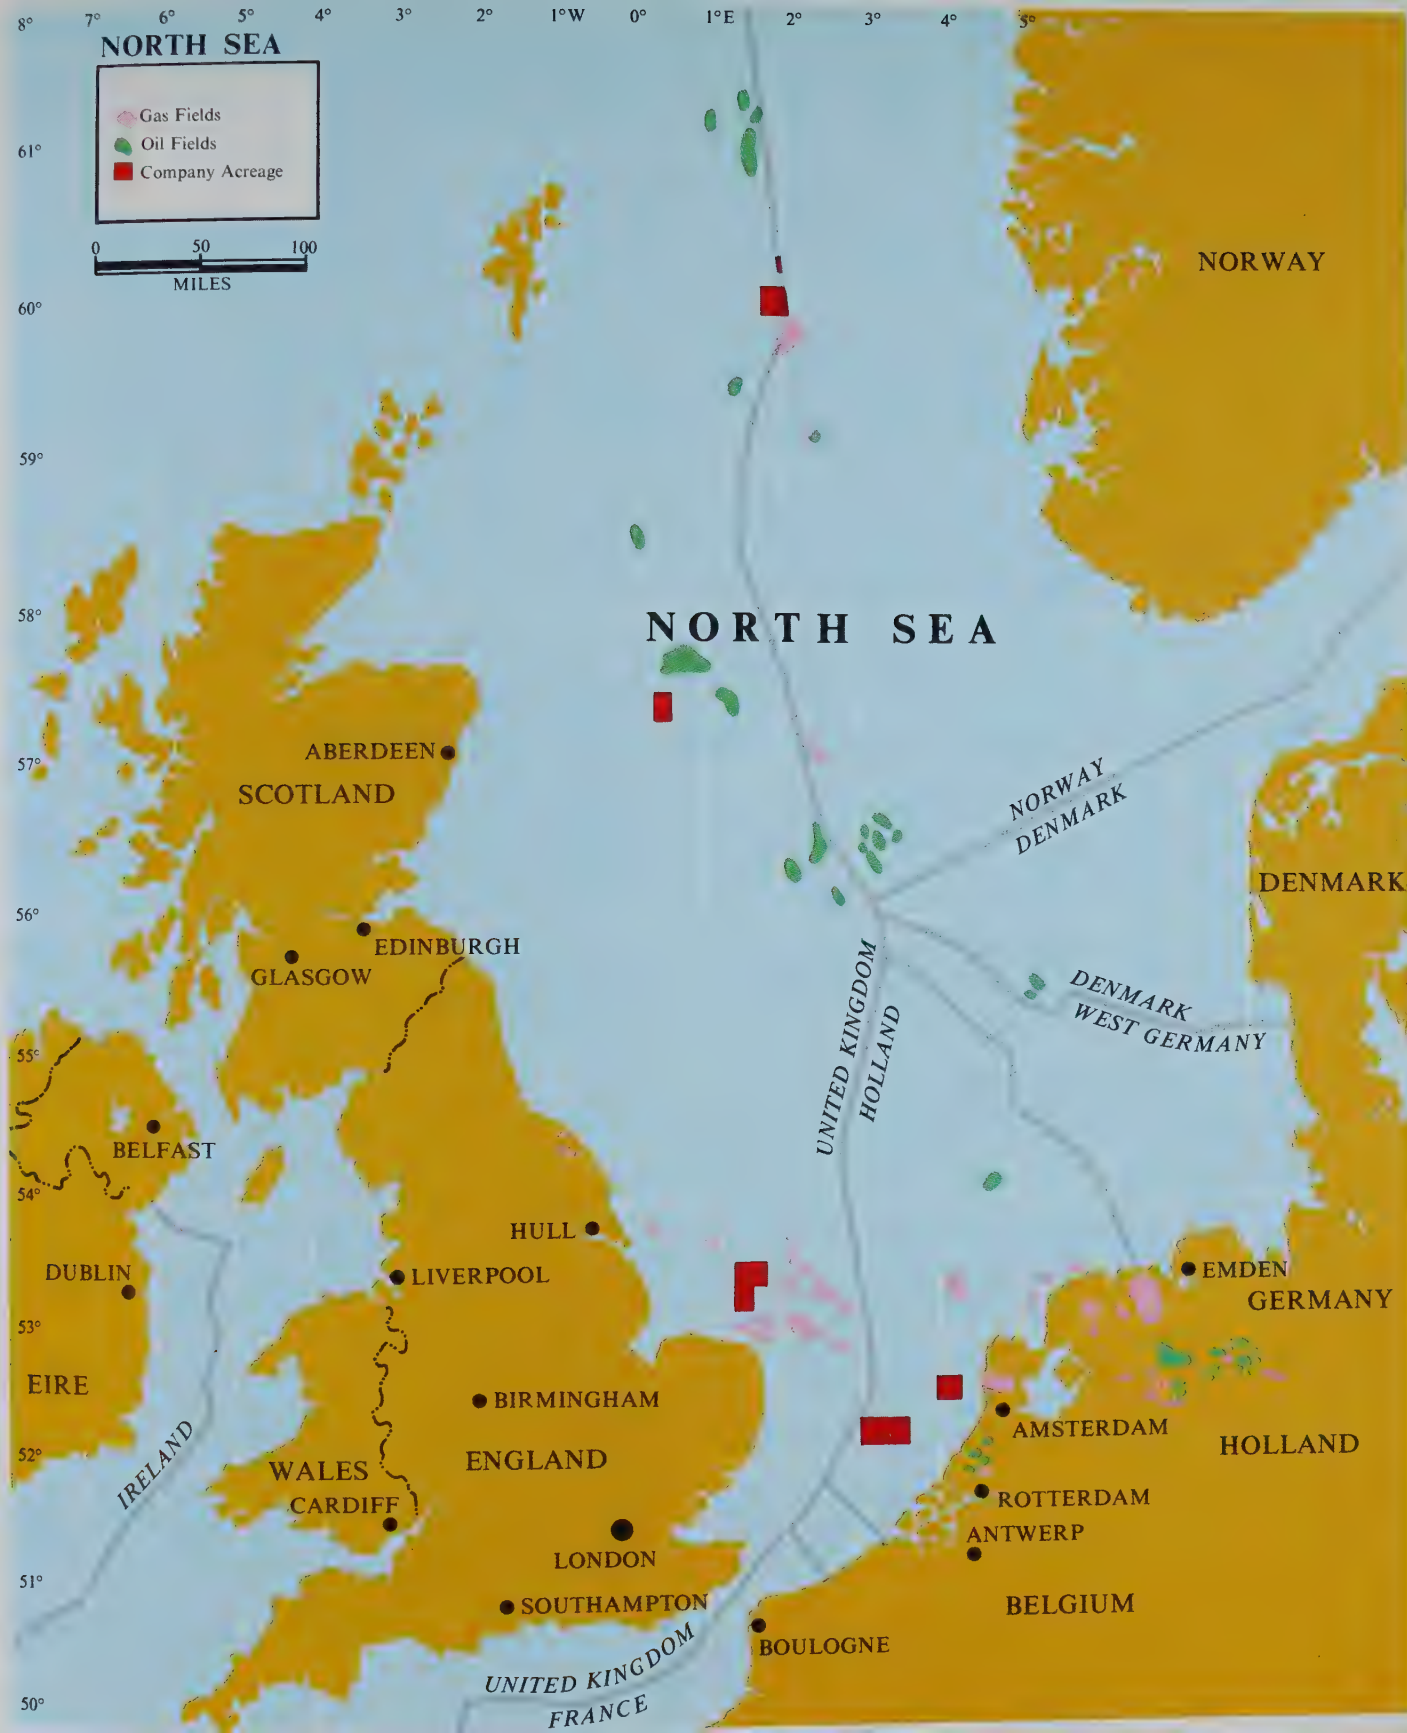 8° 7° 6° 5° 4° 3° 2° 1°W 0° 1°E 2° 3° 4° 5°
NORTH SEA
Gas Fields
Oil Fields
Company Acreage
61°
0 50 100
MILES
NORWAY
60°
59°
58°
NORTH SEA
57°
ABERDEEN
SCOTLAND
NORWAY
DENMARK
DENMARK
56°
EDINBURGH
GLASGOW
UNITED KINGDOM
HOLLAND
DENMARK
WEST GERMANY
55°
BELFAST
54°
HULL
DUBLIN
LIVERPOOL
EMDEN
GERMANY
53°
EIRE
BIRMINGHAM
AMSTERDAM
HOLLAND
52°
IRELAND
WALES
ENGLAND
CARDIFF
ROTTERDAM
ANTWERP
LONDON
51°
SOUTHAMPTON
BELGIUM
BOULOGNE
UNITED KINGDOM
FRANCE
50°